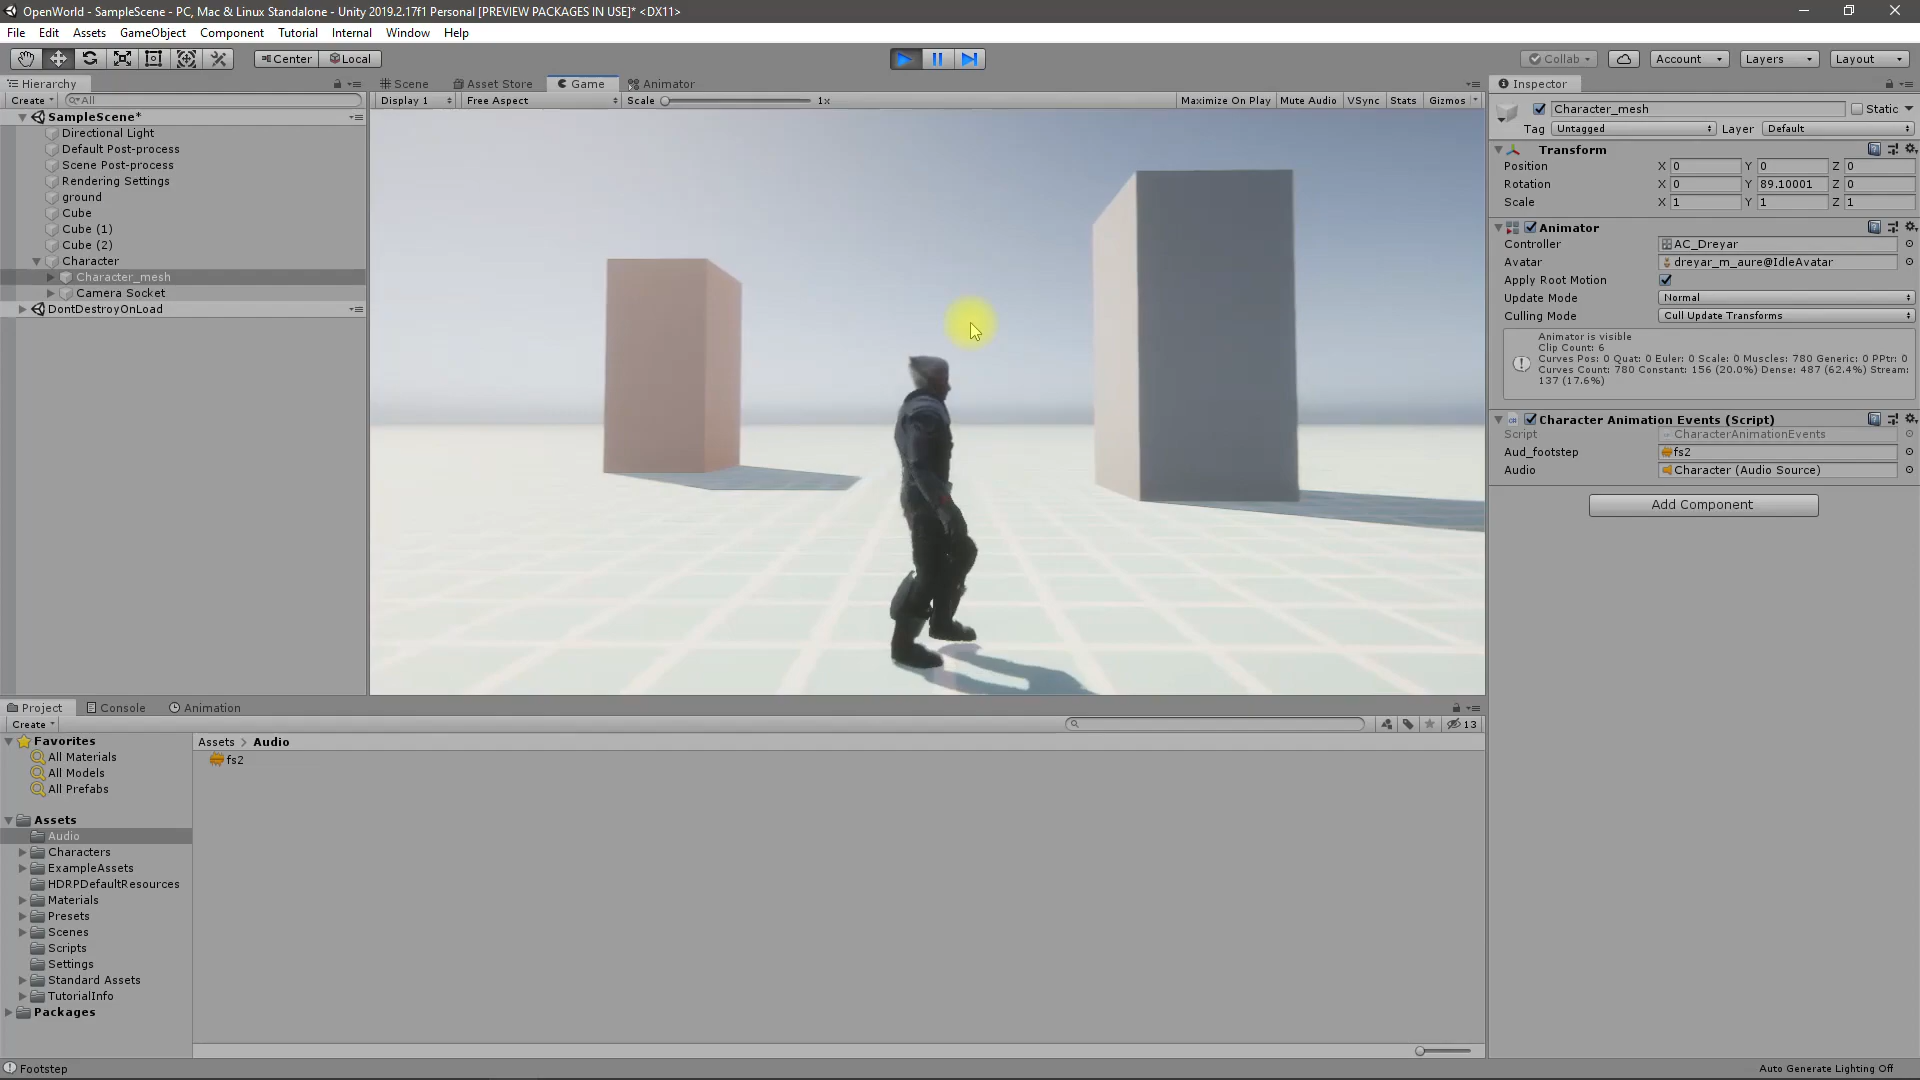 OpenWorld - SampleScene - PC, Mac & Linux Standalone - Unity 2019.2.17f1 Personal [PREVIEW PACKAGES IN USE]* <DX11>
File Edit Assets GameObject Component Tutorial Internal Window Help
Center Local Collab Account Layers Layout
Hierarchy
Create All
SampleScene*
Directional Light
Default Post-process
Scene Post-process
Rendering Settings
ground
Cube
Cube (1)
Cube (2)
Character
Character_mesh
Camera Socket
DontDestroyOnLoad
Scene Asset Store Game Animator
Display 1 Free Aspect Scale 1x Maximize On Play Mute Audio VSync Stats Gizmos
Inspector
Character_mesh Static
Tag Untagged Layer Default
Transform
Position X 0 Y 0 Z 0
Rotation X 0 Y 89.10001 Z 0
Scale X 1 Y 1 Z 1
Animator
Controller AC_Dreyar
Avatar dreyar_m_aure@IdleAvatar
Apply Root Motion
Update Mode Normal
Culling Mode Cull Update Transforms
Animator is visible
Clip Count: 6
Curves Pos: 0 Quat: 0 Euler: 0 Scale: 0 Muscles: 780 Generic: 0 PPtr: 0
Curves Count: 780 Constant: 156 (20.0%) Dense: 487 (62.4%) Stream:
137 (17.6%)
Character Animation Events (Script)
Script CharacterAnimationEvents
Aud_footstep fs2
Audio Character (Audio Source)
Add Component
Project Console Animation
Create 13
Favorites
All Materials
All Models
All Prefabs
Assets
Audio
Characters
ExampleAssets
HDRPDefaultResources
Materials
Presets
Scenes
Scripts
Settings
Standard Assets
TutorialInfo
Packages
Assets > Audio
fs2
Footstep
Auto Generate Lighting Off